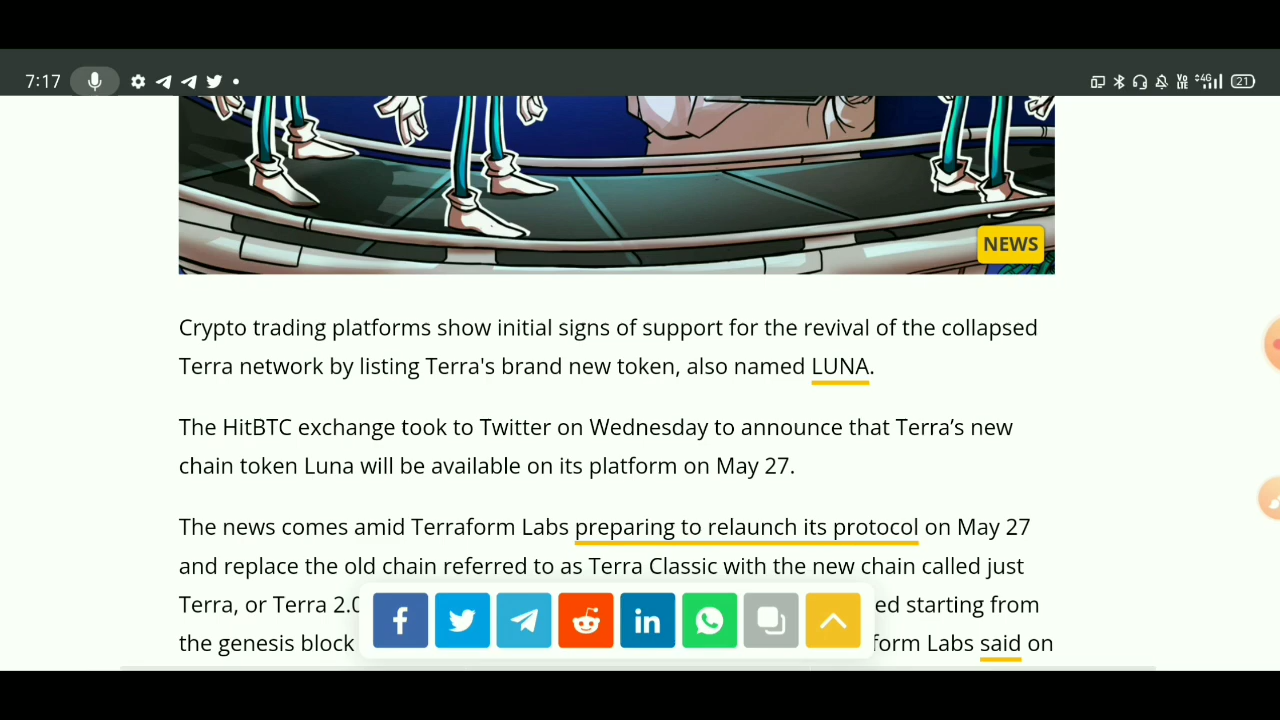 7:17
VO 4G 21
LTE
NEWS
Crypto trading platforms show initial signs of support for the revival of the collapsed
Terra network by listing Terra's brand new token, also named LUNA.
The HitBTC exchange took to Twitter on Wednesday to announce that Terra’s new
chain token Luna will be available on its platform on May 27.
The news comes amid Terraform Labs preparing to relaunch its protocol on May 27
and replace the old chain referred to as Terra Classic with the new chain called just
Terra, or Terra 2.0 ed starting from
the genesis block form Labs said on